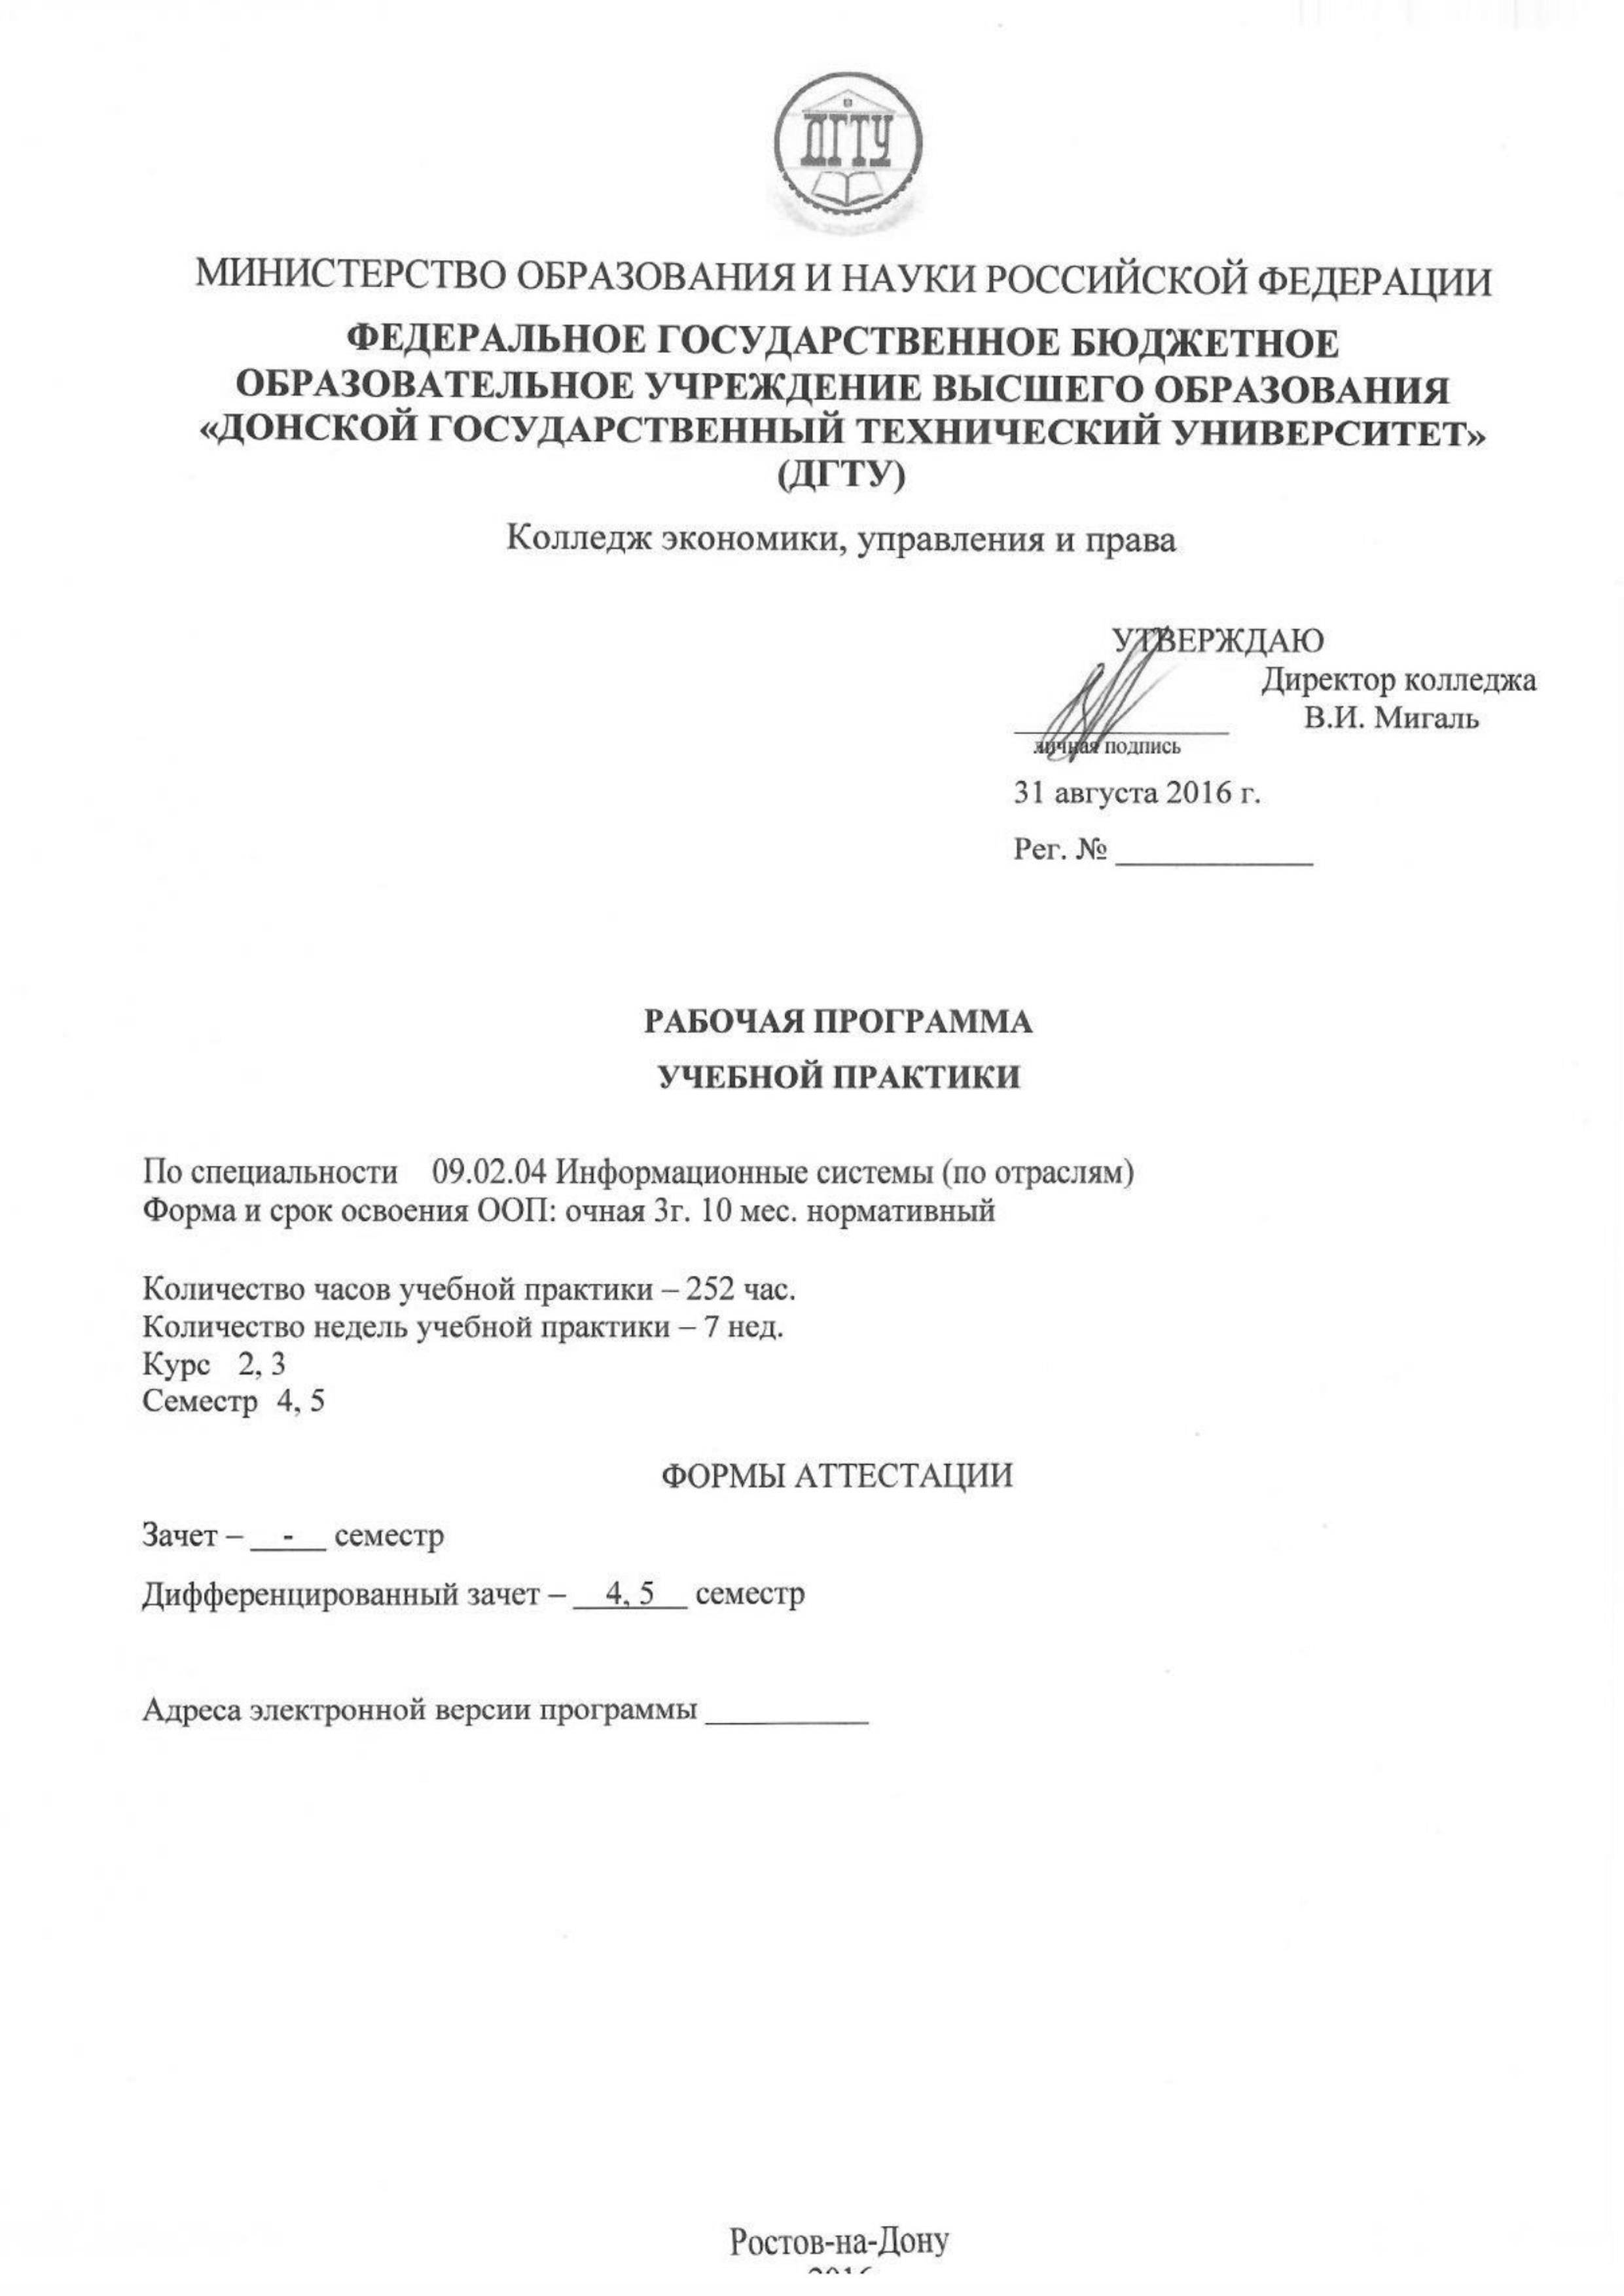 ДГТУ
МИНИСТЕРСТВО ОБРАЗОВАНИЯ И НАУКИ РОССИЙСКОЙ ФЕДЕРАЦИИ
ФЕДЕРАЛЬНОЕ ГОСУДАРСТВЕННОЕ БЮДЖЕТНОЕ
ОБРАЗОВАТЕЛЬНОЕ УЧРЕЖДЕНИЕ ВЫСШЕГО ОБРАЗОВАНИЯ
«ДОНСКОЙ ГОСУДАРСТВЕННЫЙ ТЕХНИЧЕСКИЙ УНИВЕРСИТЕТ»
(ДГТУ)
Колледж экономики, управления и права
УТВЕРЖДАЮ
Директор колледжа
В.И. Мигаль
личная подпись
31 августа 2016 г.
Рег. № ____________
РАБОЧАЯ ПРОГРАММА
УЧЕБНОЙ ПРАКТИКИ
По специальности 09.02.04 Информационные системы (по отраслям)
Форма и срок освоения ООП: очная 3г. 10 мес. нормативный
Количество часов учебной практики – 252 час.
Количество недель учебной практики – 7 нед.
Курс 2, 3
Семестр 4, 5
ФОРМЫ АТТЕСТАЦИИ
Зачет – __-__ семестр
Дифференцированный зачет – __4, 5__ семестр
Адреса электронной версии программы __________
Ростов-на-Дону